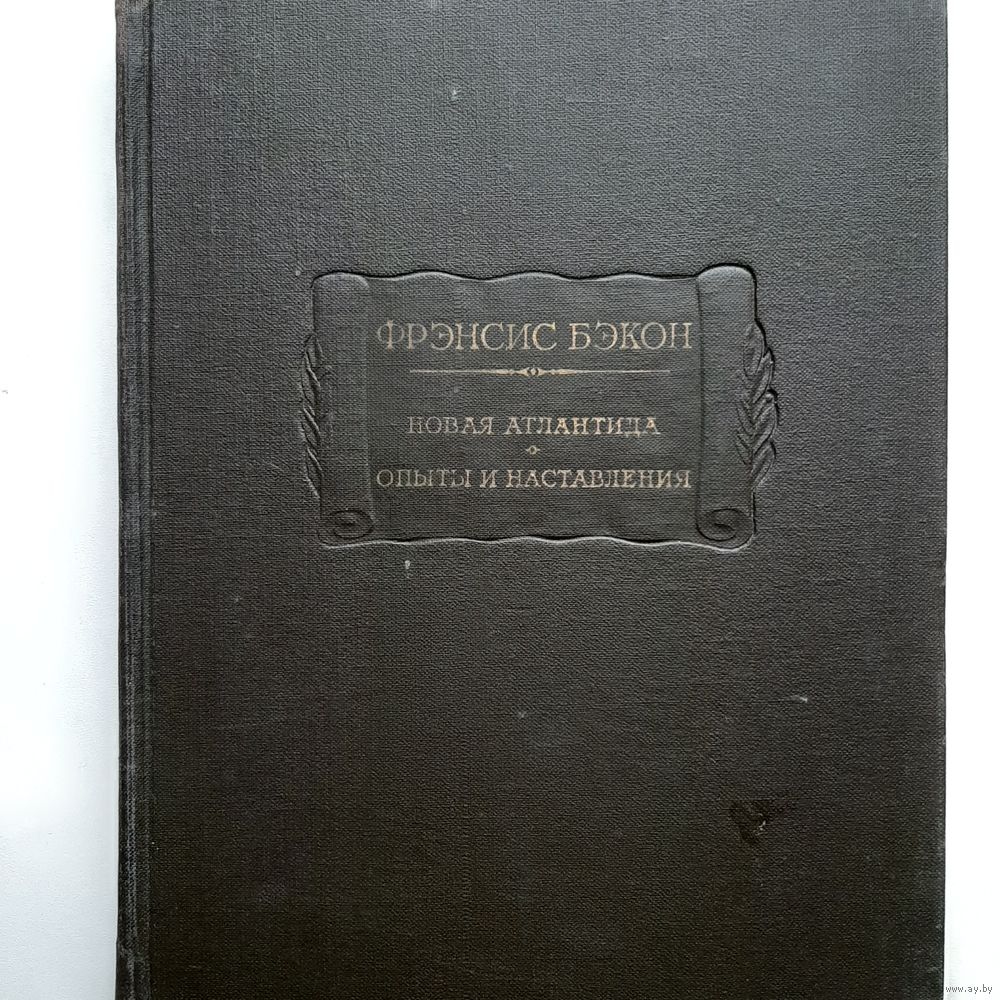 ФРЭНСИС БЭКОН
НОВАЯ АТЛАНТИДА
ОПЫТЫ И НАСТАВЛЕНИЯ
www.ay.by